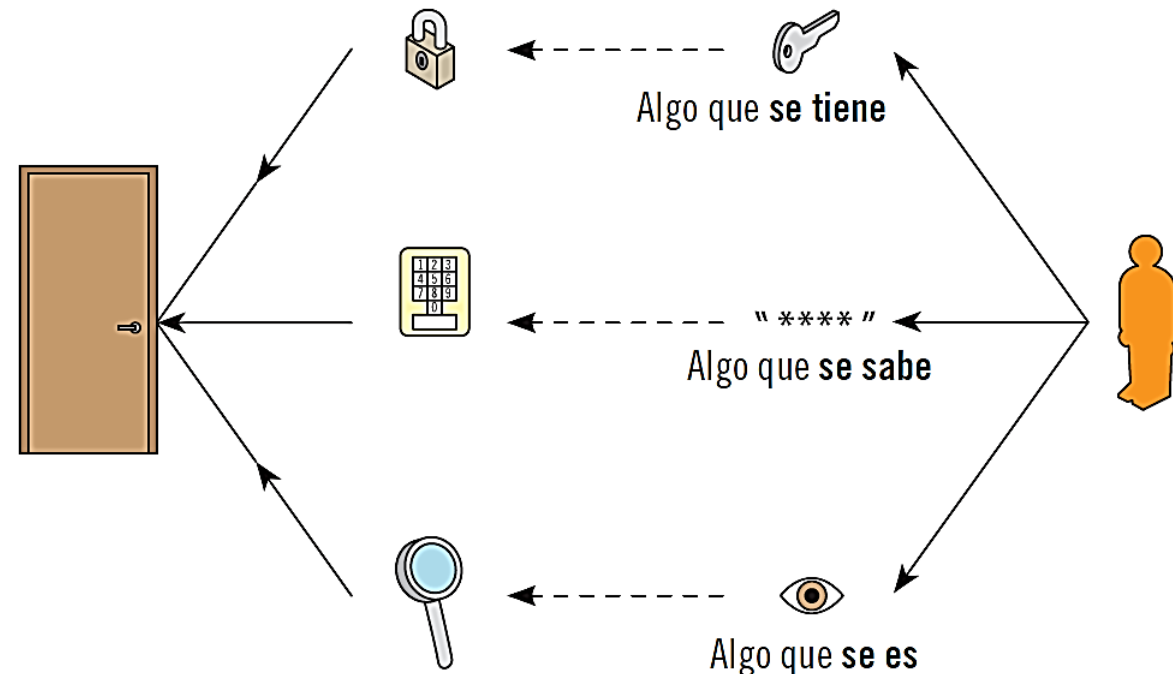 Algo que se tiene
1 2 3
4 5 6
7 8 9
0
" **** "
Algo que se sabe
Algo que se es